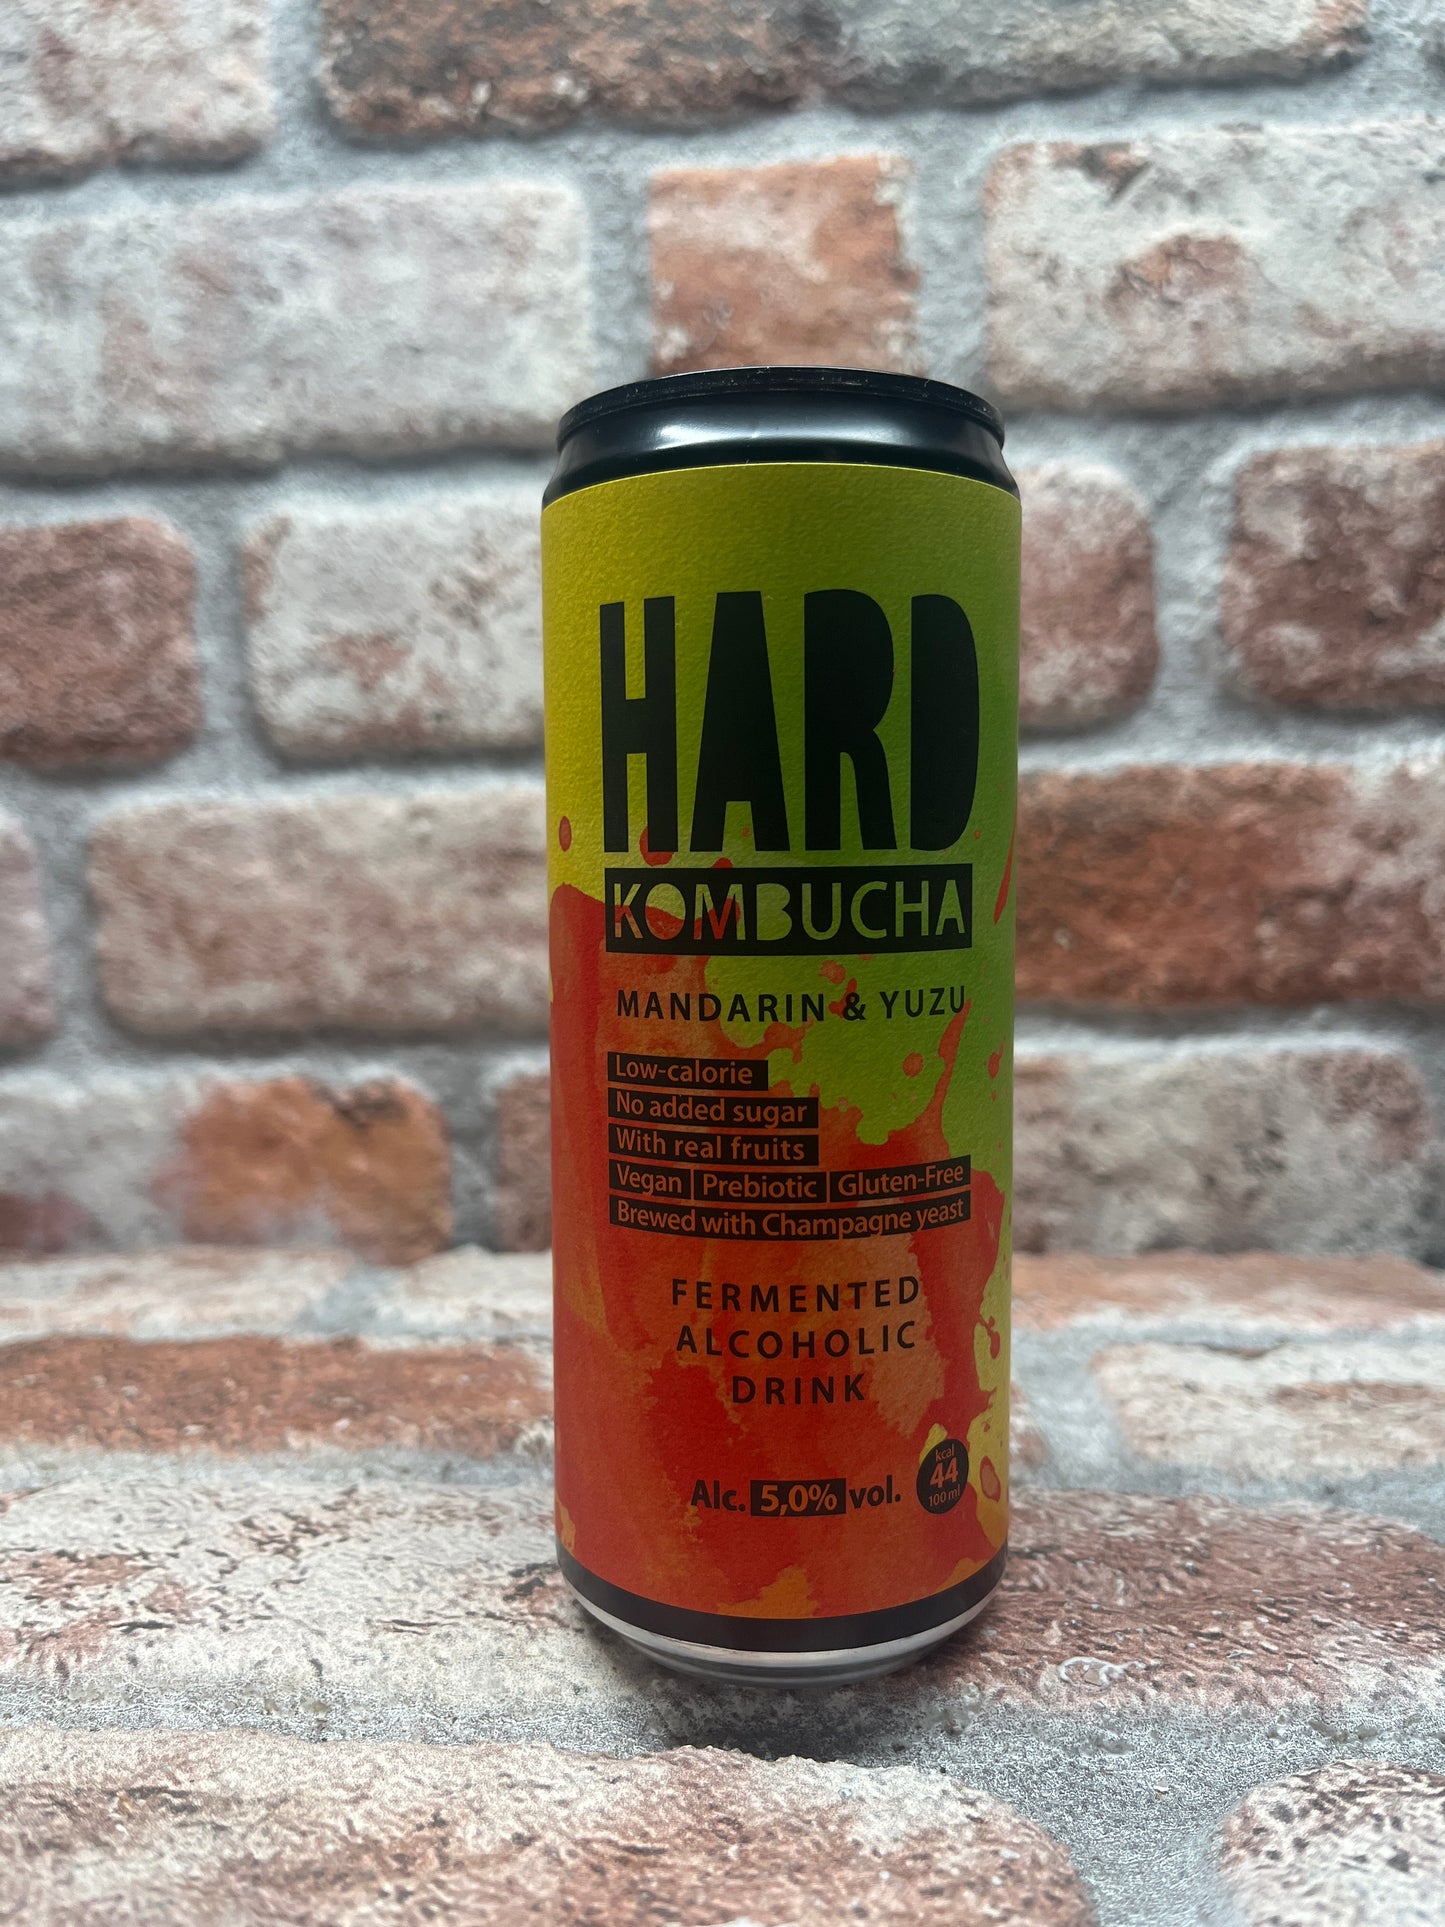 HARD
KOMBUCHA
MANDARIN & YUZU
Low-calorie
No added sugar
With real fruits
Vegan | Prebiotic | Gluten-Free
Brewed with Champagne yeast
FERMENTED
ALCOHOLIC
DRINK
Alc. 5,0% vol.
kcal
44
100 ml